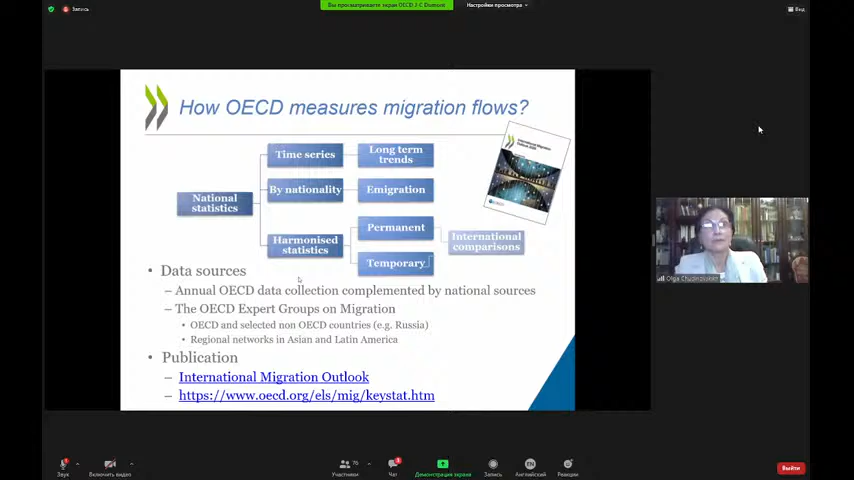 Запись
Вы просматриваете экран OECD J-C Dumont
Настройки просмотра
Вид
How OECD measures migration flows?
International Migration
National statistics
Time series
Long term trends
By nationality
Emigration
Harmonised statistics
Permanent
Temporary
International comparisons
• Data sources
– Annual OECD data collection complemented by national sources
– The OECD Expert Groups on Migration
• OECD and selected non OECD countries (e.g. Russia)
• Regional networks in Asian and Latin America
• Publication
– International Migration Outlook
– https://www.oecd.org/els/mig/keystat.htm
Olga
Звук
Включить видео
70
Участники
Чат
Демонстрация экрана
Запись
EN
Английский
Реакции
Выйти